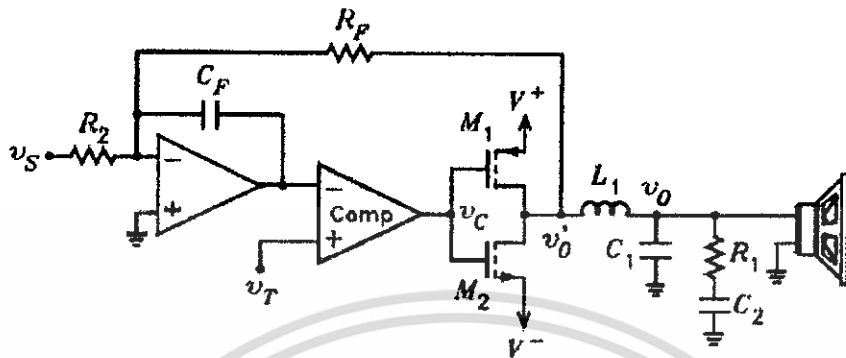 R_F
C_F
V^+
M_1
R_2
v_S
−
+
−
Comp
+
v_C
v_T
L_1
v_O
v_O'
C_1
R_1
M_2
C_2
V^-